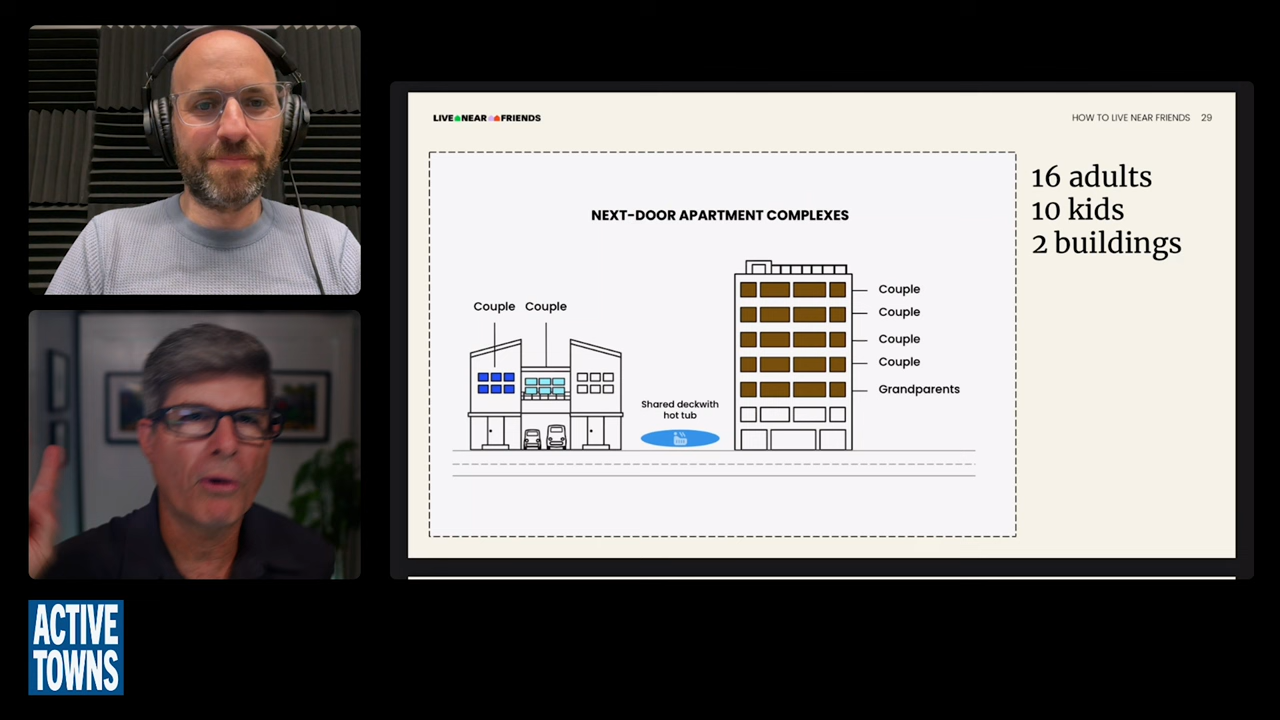 LIVE NEAR FRIENDS
HOW TO LIVE NEAR FRIENDS 29
NEXT-DOOR APARTMENT COMPLEXES
Couple Couple
Shared deckwith
hot tub
Couple
Couple
Couple
Couple
Grandparents
16 adults
10 kids
2 buildings
ACTIVE
TOWNS